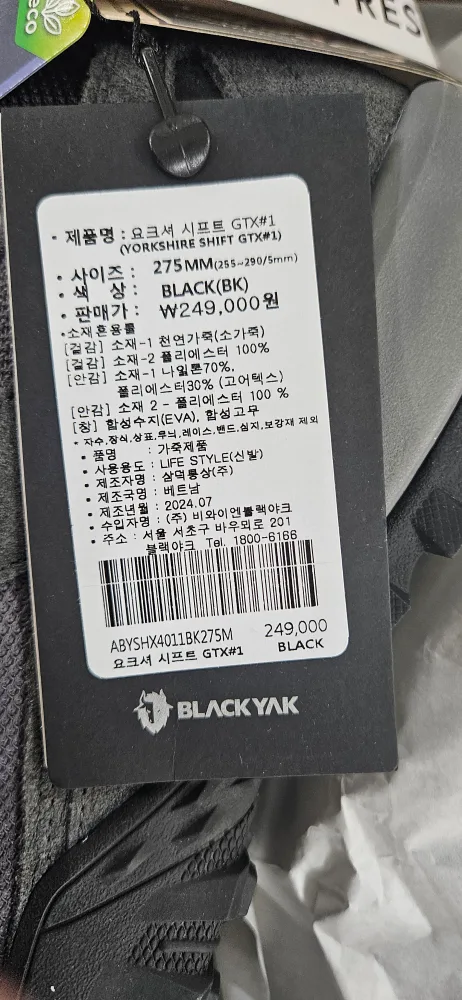 eco
TRES
• 제품명 : 요크셔 시프트 GTX#1
(YORKSHIRE SHIFT GTX#1)
• 사이즈 : 275MM(255~290/5mm)
• 색 상 : BLACK(BK)
• 판매가 : ₩249,000원
•소재혼용률
[겉감] 소재-1 천연가죽(소가죽)
[겉감] 소재-2 폴리에스터 100%
[안감] 소재-1 나일론70%,
폴리에스터30% (고어텍스)
[안감] 소재 2 - 폴리에스터 100 %
[창] 합성수지(EVA), 합성고무
* 자수,장식,상표,무늬,레이스,밴드,심지,보강재 제외
• 품명 : 가죽제품
• 사용용도 : LIFE STYLE(신발)
• 제조자명 : 삼덕통상(주)
• 제조국명 : 베트남
• 제조년월 : 2024.07
• 수입자명 : (주) 비와이엔블랙야크
• 주소 : 서울 서초구 바우뫼로 201
블랙야크 Tel. 1800-6166
ABYSHX4011BK275M 249,000
요크셔 시프트 GTX#1 BLACK
BLACKYAK